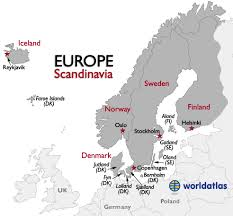 Iceland
Reykjavik
EUROPE
Scandinavia
Faroe Islands
(DK)
Sweden
Norway
Finland
Åland
(FI)
Oslo
Stockholm
Helsinki
Gotland
(SE)
Öland
(SE)
Denmark
Copenhagen
Jutland
(DK)
Fyn
(DK)
Lolland
(DK)
Sjælland
(DK)
Bornholm
(DK)
UK
Germany
Poland
worldatlas